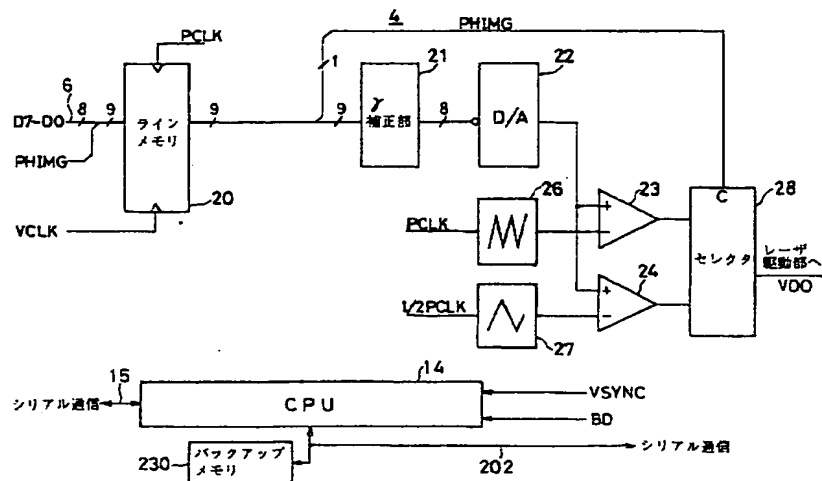 4
PHIMG
PCLK
1
21
22
6
D7-D0
8
9
ライン
メモリ
9
9
γ
補正部
8
D/A
PHIMG
20
26
23
28
VCLK
PCLK
+
-
C
セレクタ
レーザ
駆動部へ
VDO
24
1/2PCLK
+
-
27
14
15
シリアル通信
CPU
VSYNC
BD
230
バックアップ
メモリ
202
シリアル通信